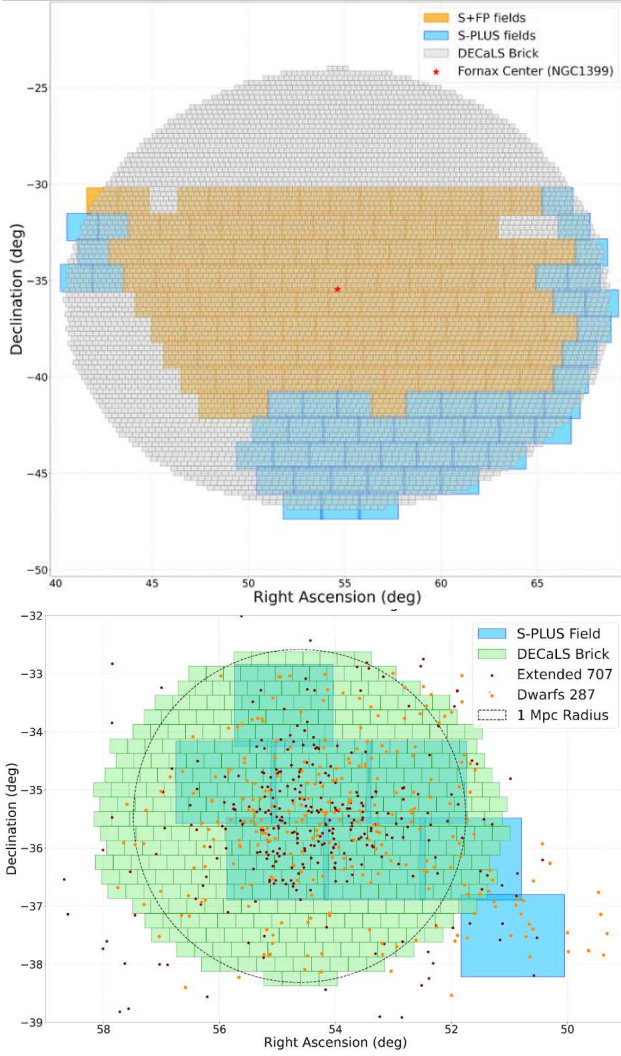 S+FP fields
S-PLUS fields
DECaLS Brick
Fornax Center (NGC1399)
−25
−30
−35
−40
−45
−50
Declination (deg)
40 45 50 55 60 65
Right Ascension (deg)
−32
−33
−34
−35
−36
−37
−38
−39
Declination (deg)
S-PLUS Field
DECaLS Brick
Extended 707
Dwarfs 287
1 Mpc Radius
58 56 54 52 50
Right Ascension (deg)